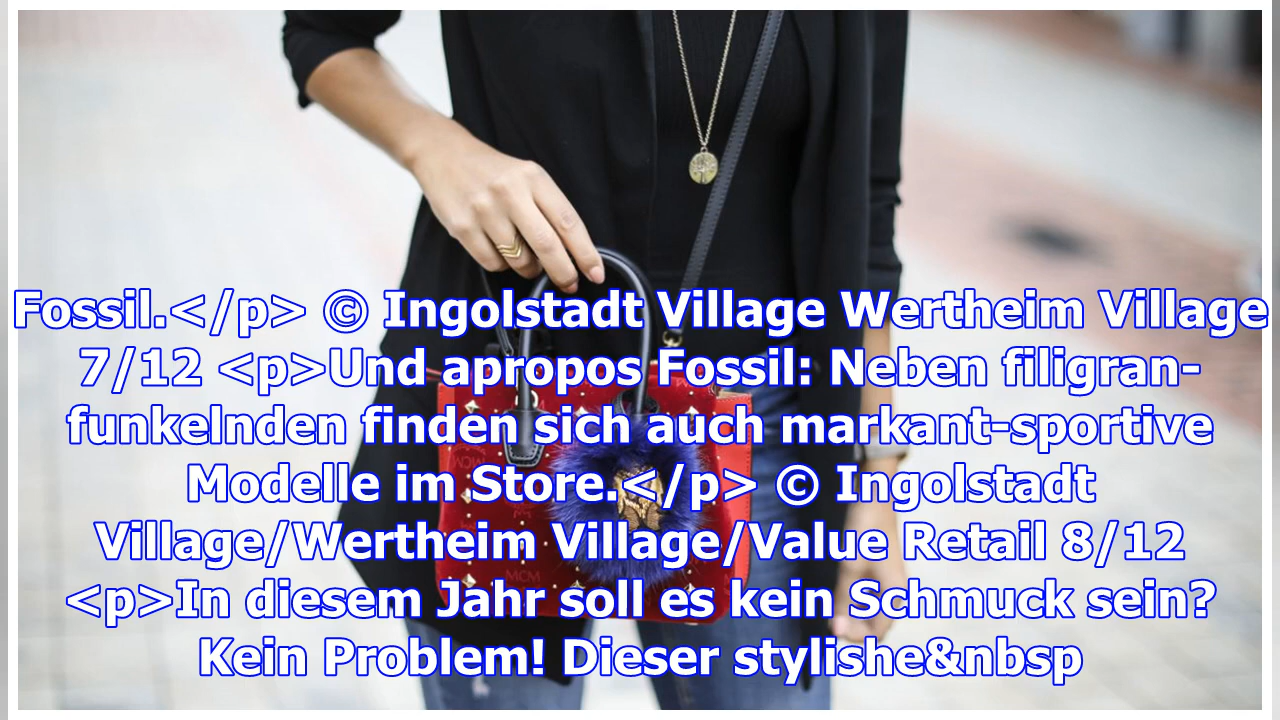 Fossil.</p> © Ingolstadt Village Wertheim Village
7/12 <p>Und apropos Fossil: Neben filigran-
funkelnden finden sich auch markant-sportive
Modelle im Store.</p> © Ingolstadt
Village/Wertheim Village/Value Retail 8/12
<p>In diesem Jahr soll es kein Schmuck sein?
Kein Problem! Dieser stylishe&nbsp
MCM